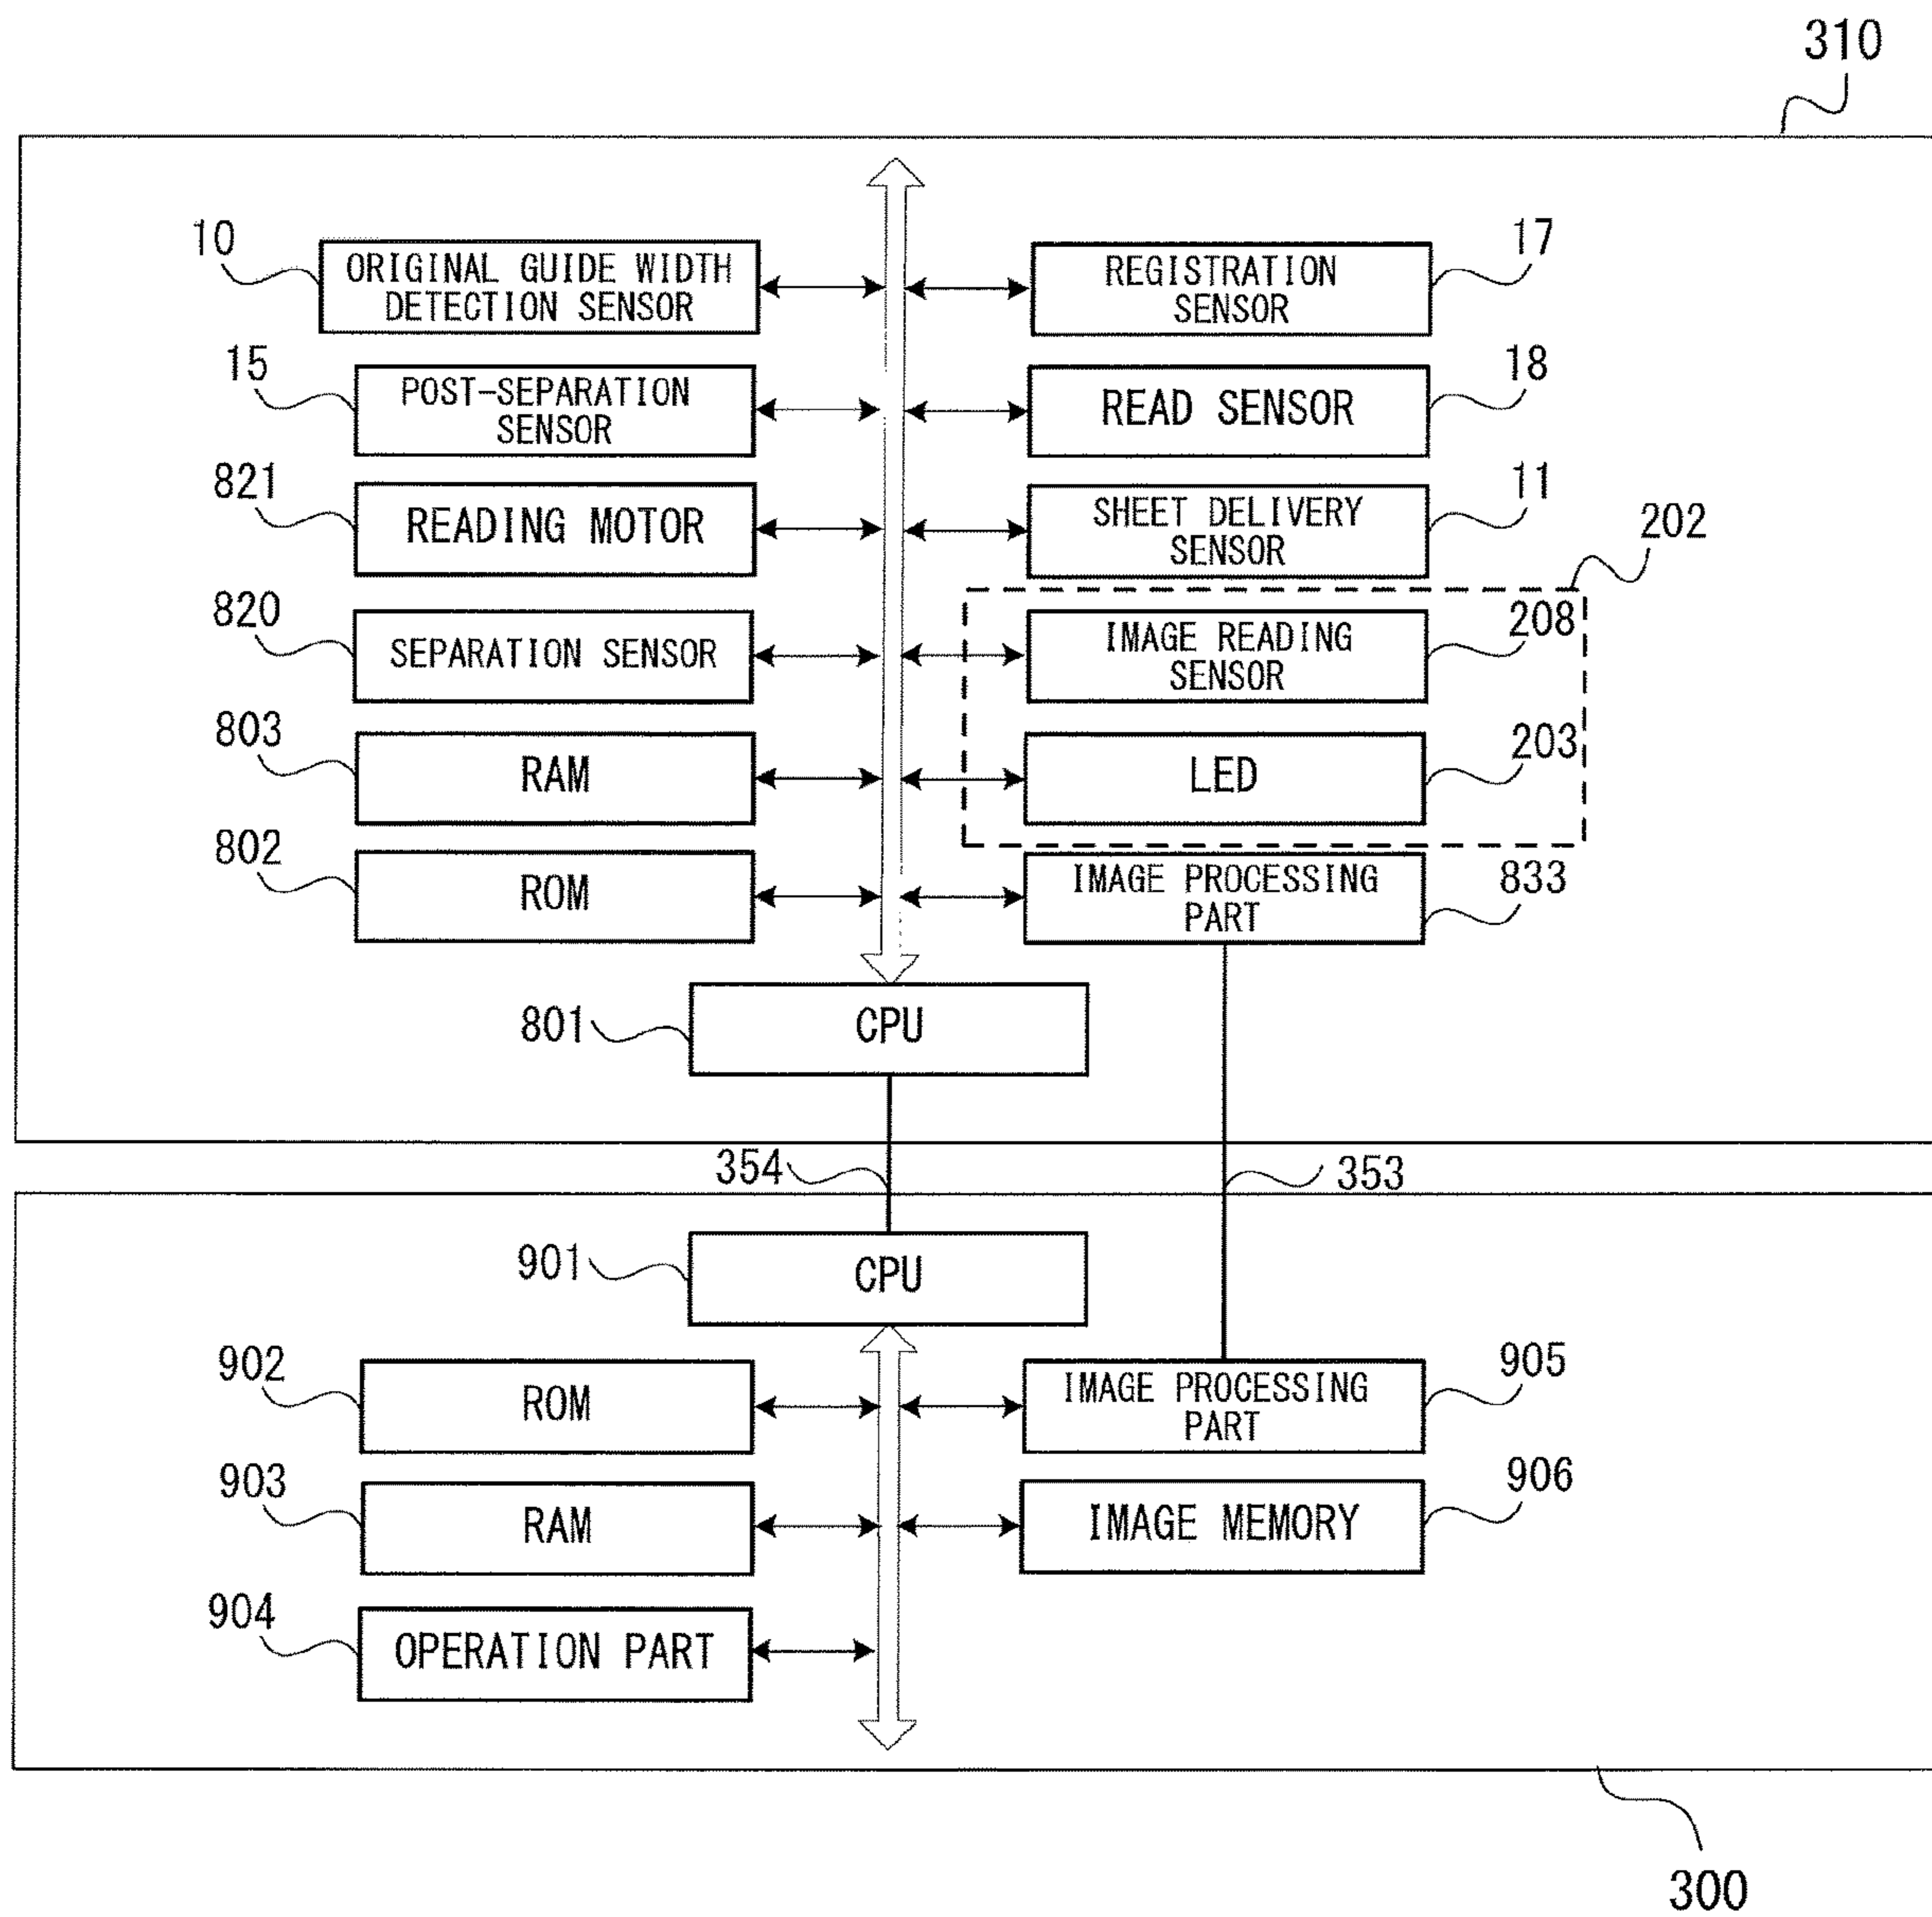 310
10
ORIGINAL GUIDE WIDTH
DETECTION SENSOR
REGISTRATION
SENSOR
17
15
POST-SEPARATION
SENSOR
READ SENSOR
18
821
READING MOTOR
SHEET DELIVERY
SENSOR
11
202
820
SEPARATION SENSOR
IMAGE READING
SENSOR
208
803
RAM
LED
203
802
ROM
IMAGE PROCESSING
PART
833
801
CPU
354
353
901
CPU
902
ROM
IMAGE PROCESSING
PART
905
903
RAM
IMAGE MEMORY
906
904
OPERATION PART
300